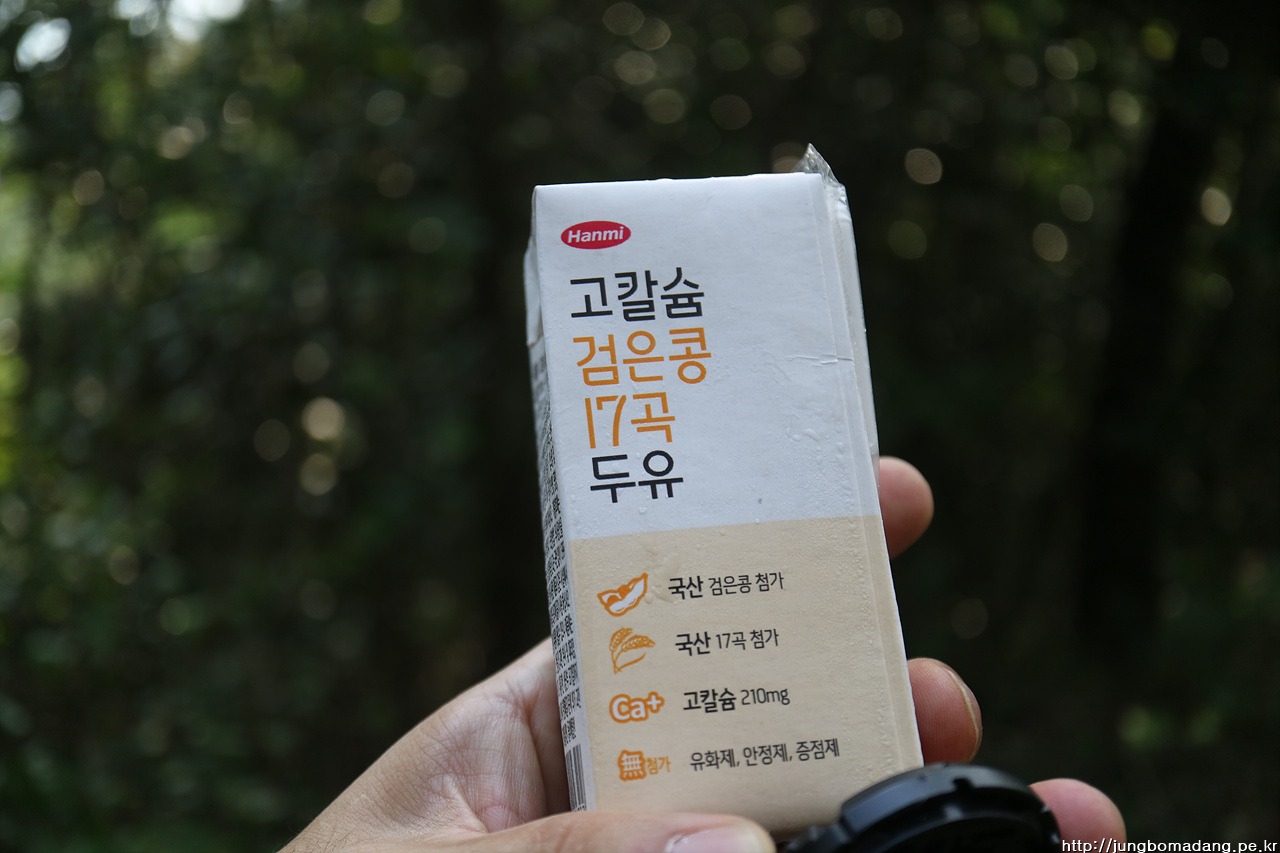 Hanmi
고칼슘
검은콩
17곡
두유
국산 검은콩 첨가
국산 17곡 첨가
Ca+ 고칼슘 210mg
無첨가 유화제, 안정제, 증점제
http://jungbomadang.pe.kr